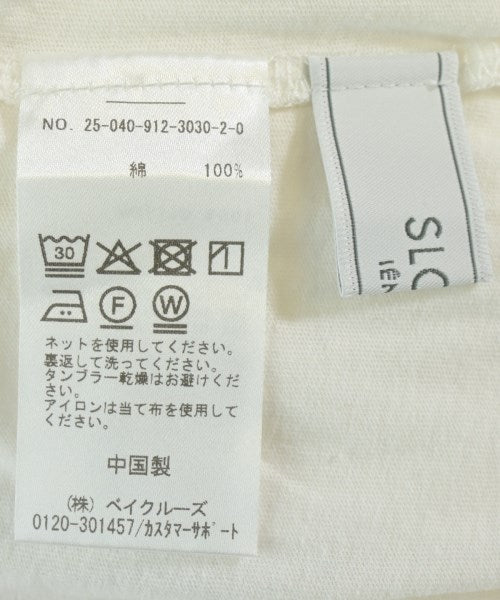 NO. 25-040-912-3030-2-0
綿 100%
30
F
W
ネットを使用してください。
裏返して洗ってください。
タンブラー乾燥はお避けくだ
さい。
アイロンは当て布を使用して
ください。
中国製
(株) ベイクルーズ
0120-301457/カスタマーサポート
SLO
IÉN